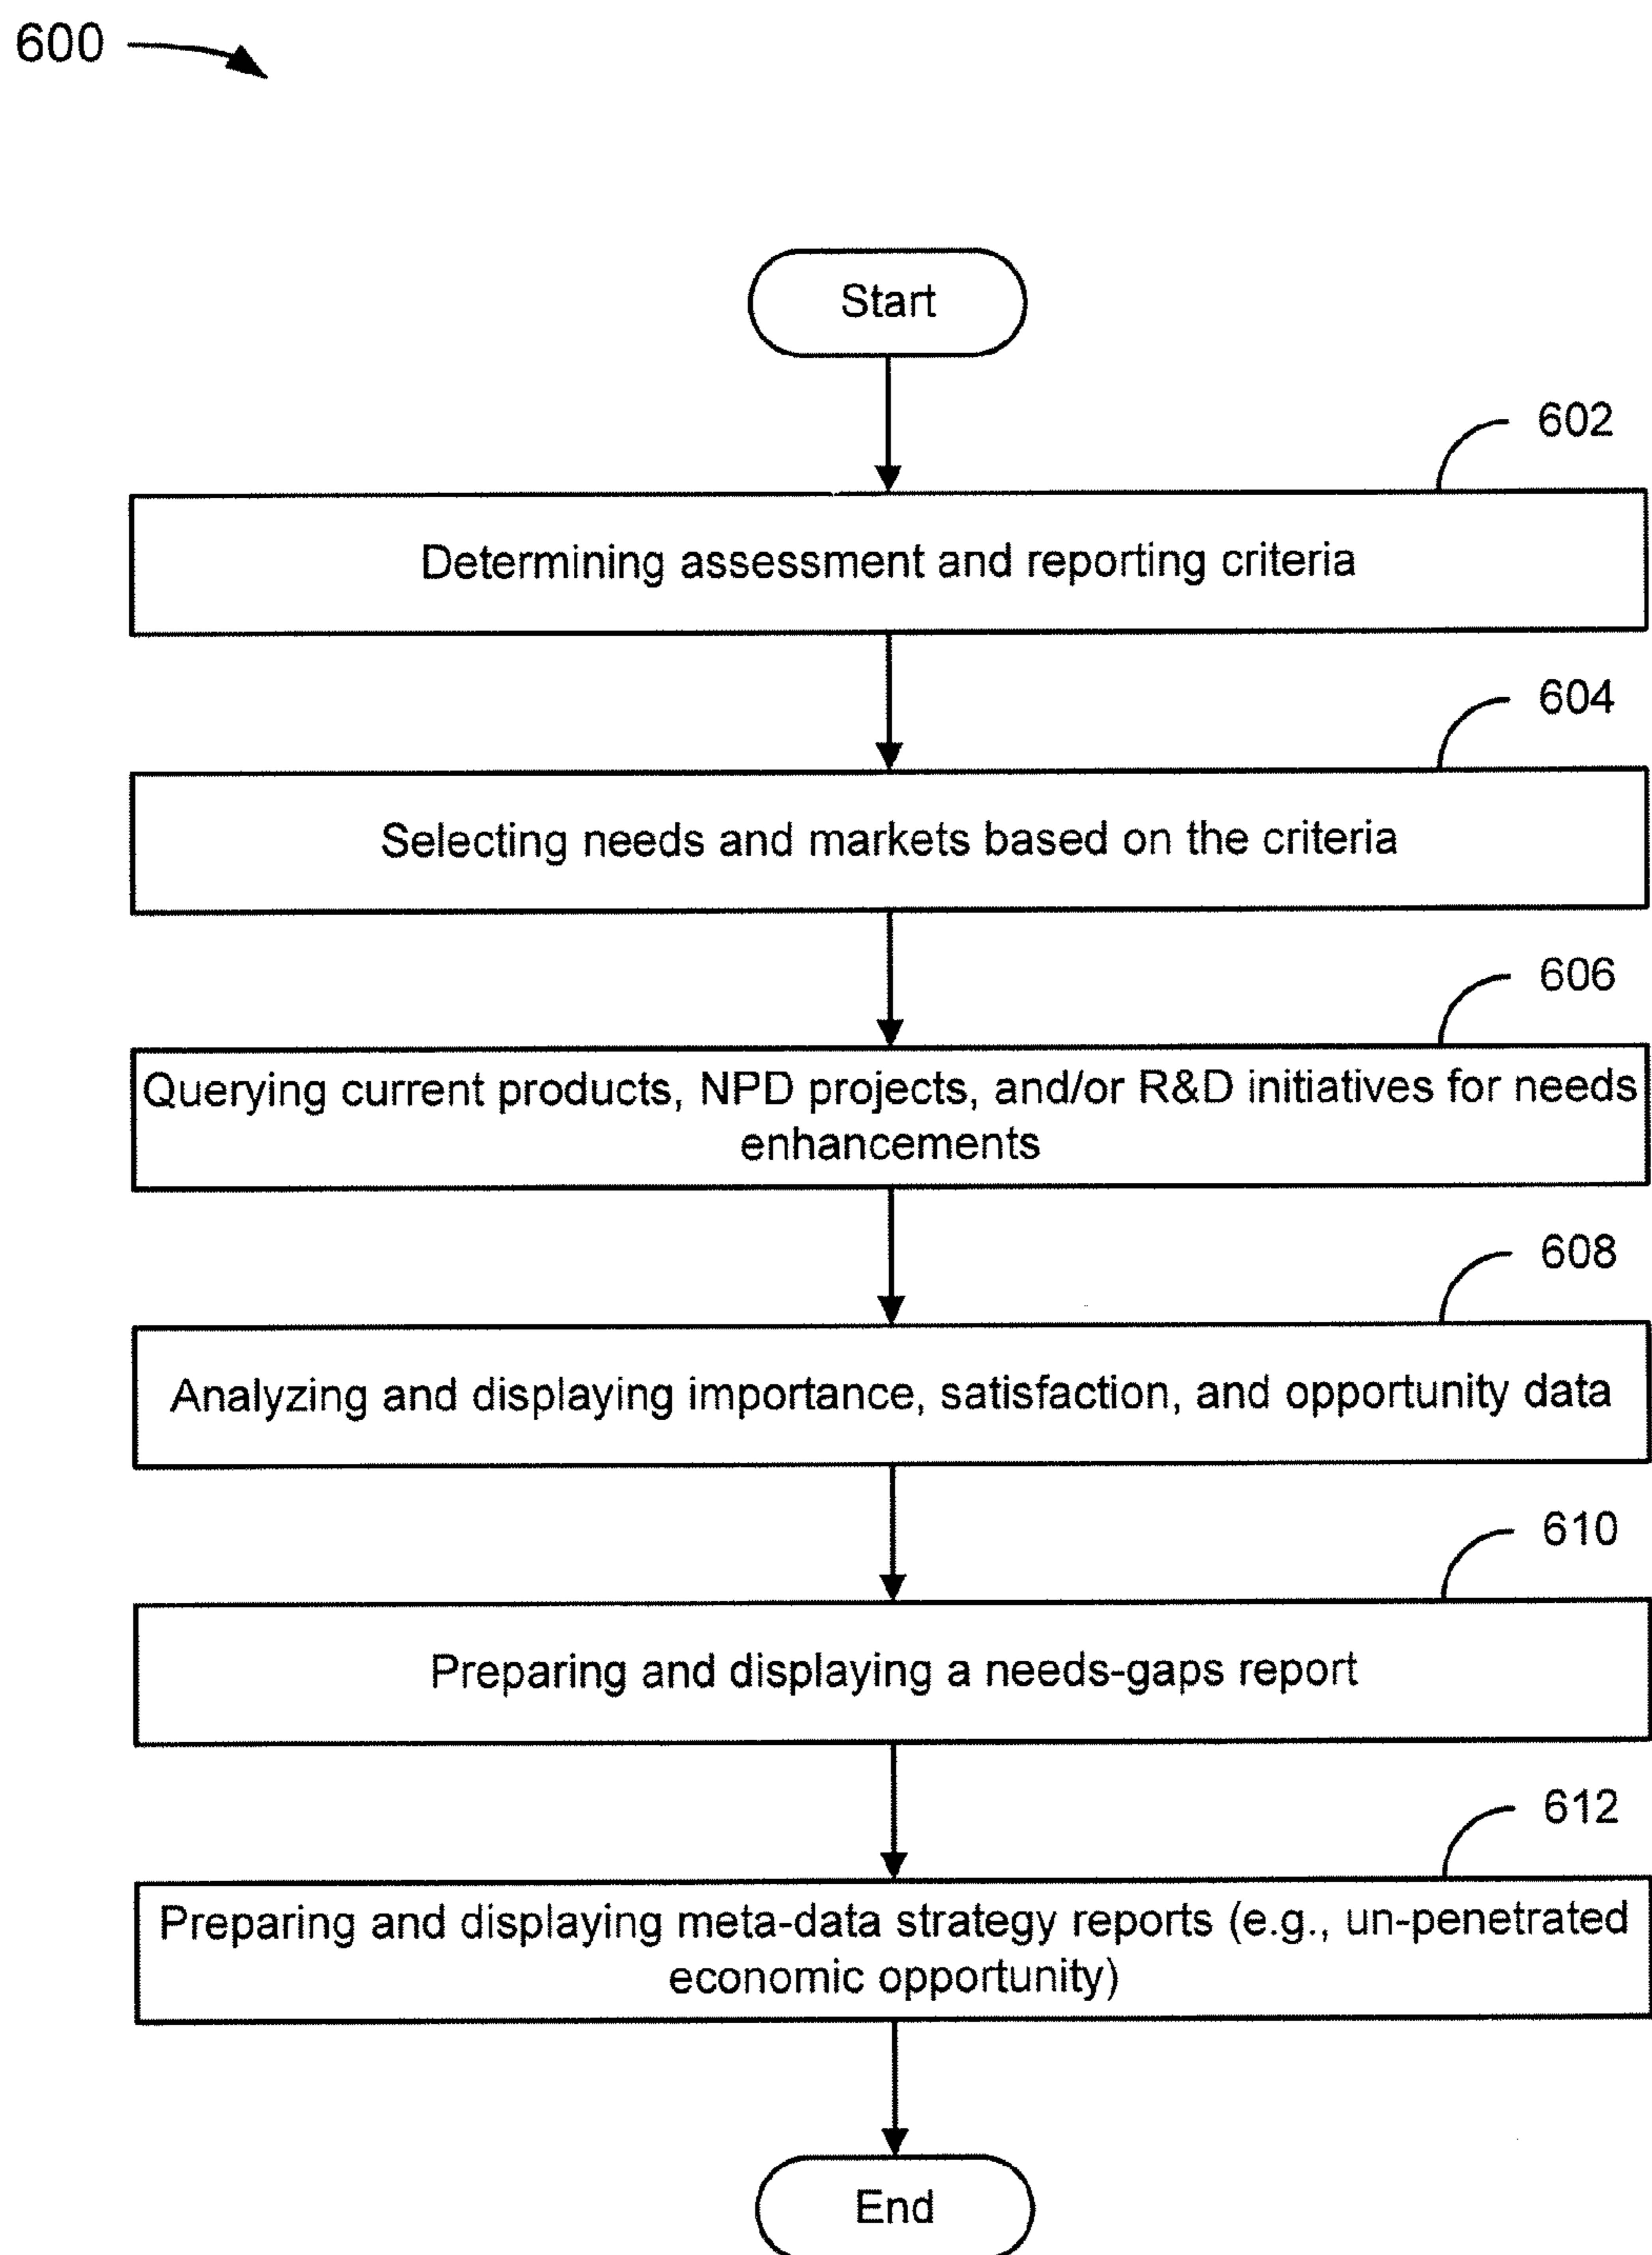 600
Start
602
Determining assessment and reporting criteria
604
Selecting needs and markets based on the criteria
606
Querying current products, NPD projects, and/or R&D initiatives for needs
enhancements
608
Analyzing and displaying importance, satisfaction, and opportunity data
610
Preparing and displaying a needs-gaps report
612
Preparing and displaying meta-data strategy reports (e.g., un-penetrated
economic opportunity)
End